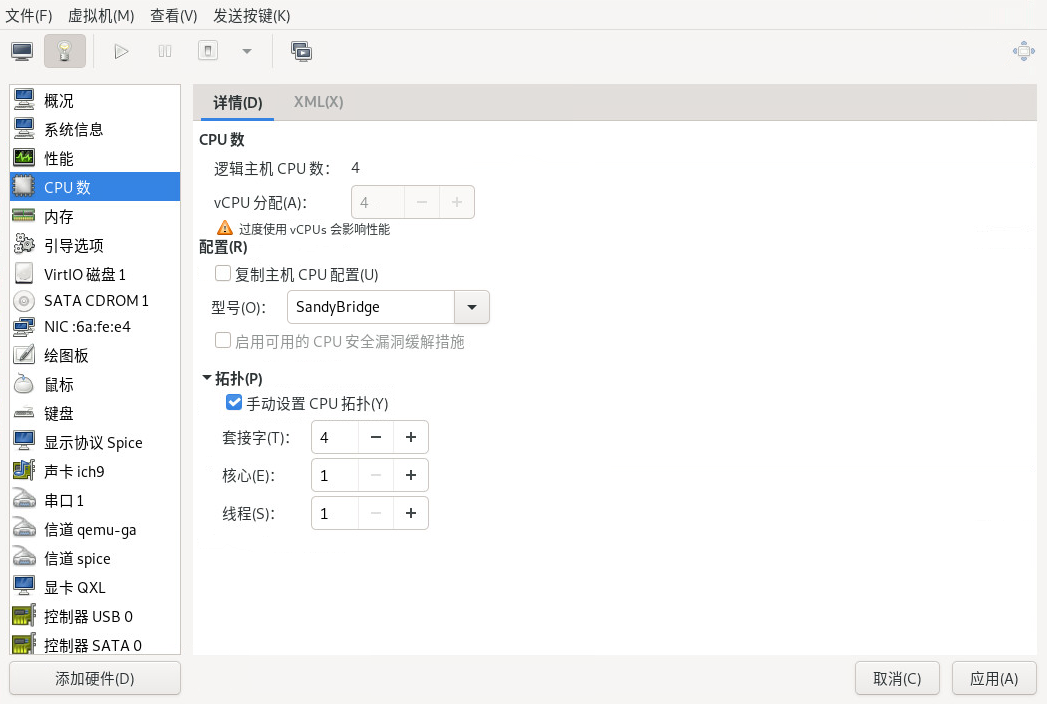 文件(F) 虚拟机(M) 查看(V) 发送按键(K)
概况
系统信息
性能
CPU 数
内存
引导选项
VirtIO 磁盘 1
SATA CDROM 1
NIC :6a:fe:e4
绘图板
鼠标
键盘
显示协议 Spice
声卡 ich9
串口 1
信道 qemu-ga
信道 spice
显卡 QXL
控制器 USB 0
控制器 SATA 0
添加硬件(D)
详情(D) XML(X)
CPU 数
逻辑主机 CPU 数： 4
vCPU 分配(A)： 4
过度使用 vCPUs 会影响性能
配置(R)
复制主机 CPU 配置(U)
型号(O)： SandyBridge
启用可用的 CPU 安全漏洞缓解措施
拓扑(P)
手动设置 CPU 拓扑(Y)
套接字(T)： 4
核心(E)： 1
线程(S)： 1
取消(C) 应用(A)